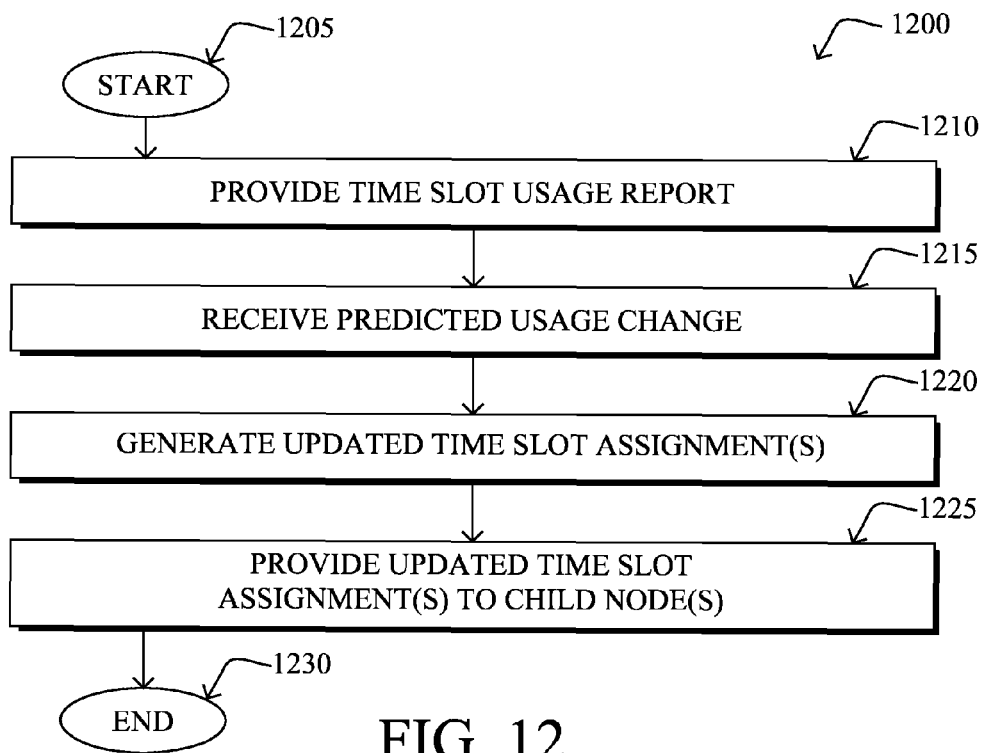 1205
1200
START
1210
PROVIDE TIME SLOT USAGE REPORT
1215
RECEIVE PREDICTED USAGE CHANGE
1220
GENERATE UPDATED TIME SLOT ASSIGNMENT(S)
1225
PROVIDE UPDATED TIME SLOT
ASSIGNMENT(S) TO CHILD NODE(S)
1230
END
FIG. 12